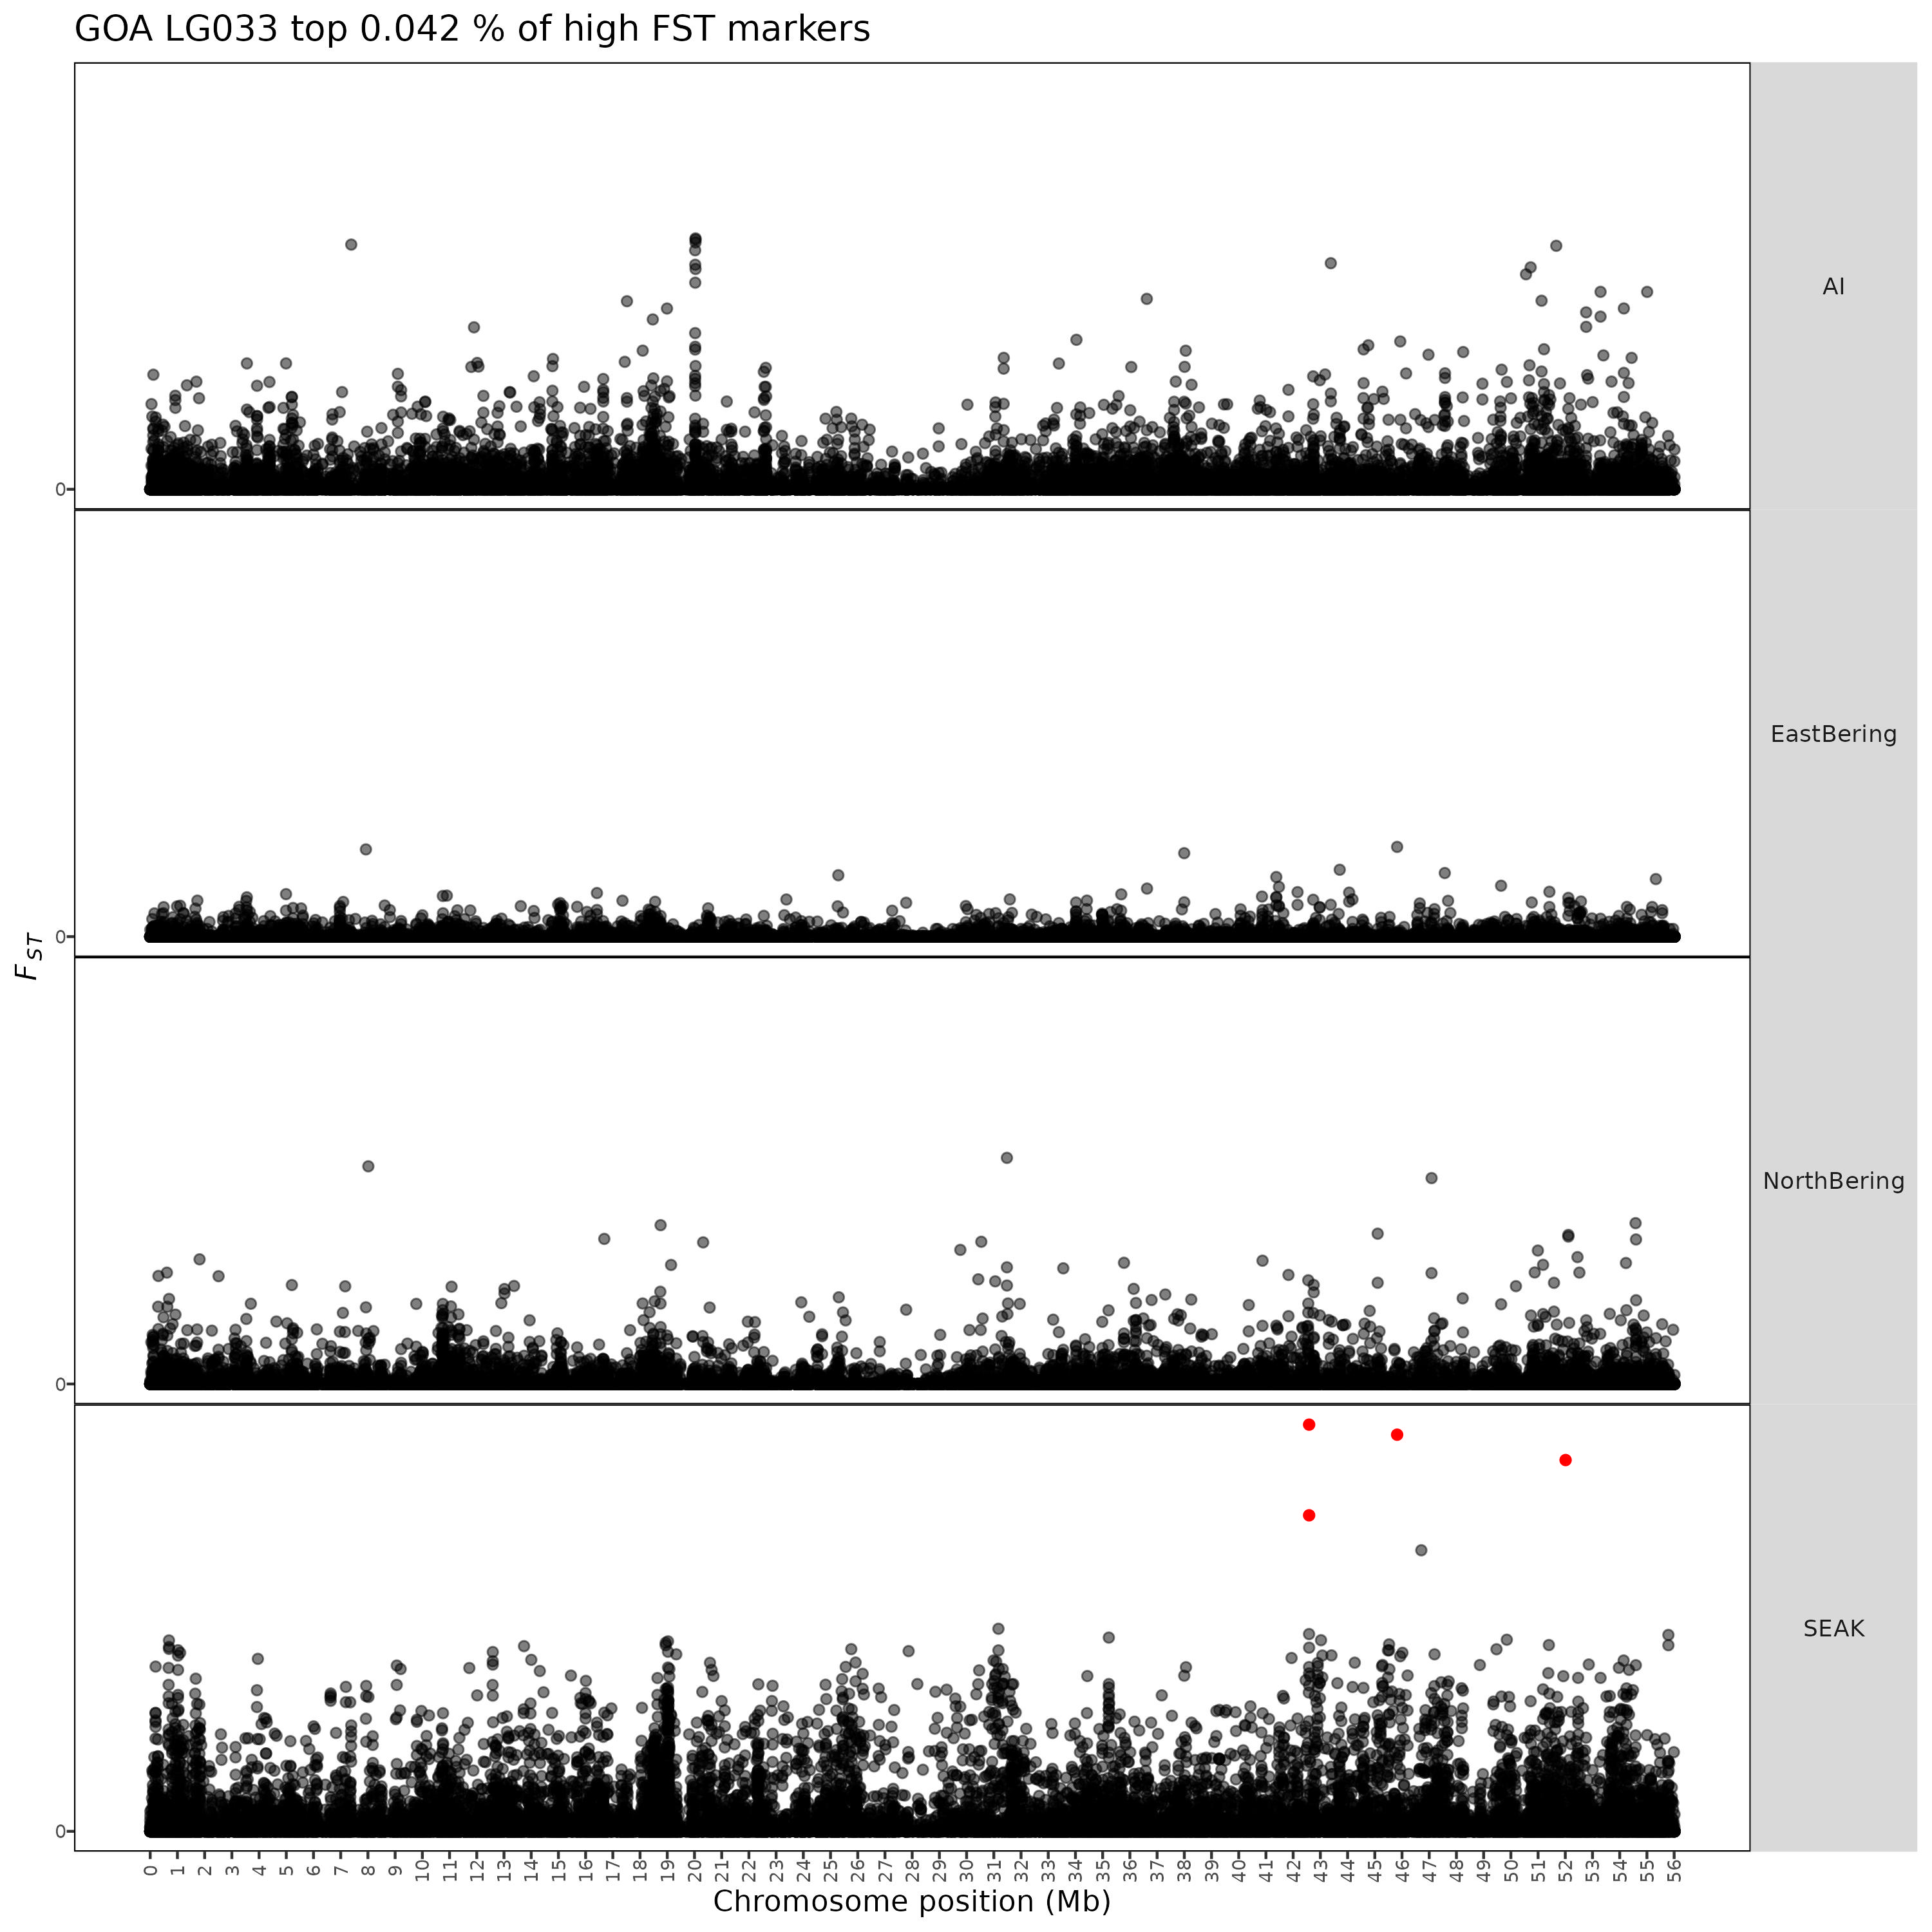 GOA LG033 top 0.042 % of high FST markers
AI
0
EastBering
0
FST
NorthBering
0
SEAK
0
0 1 2 3 4 5 6 7 8 9 10 11 12 13 14 15 16 17 18 19 20 21 22 23 24 25 26 27 28 29 30 31 32 33 34 35 36 37 38 39 40 41 42 43 44 45 46 47 48 49 50 51 52 53 54 55 56
Chromosome position (Mb)